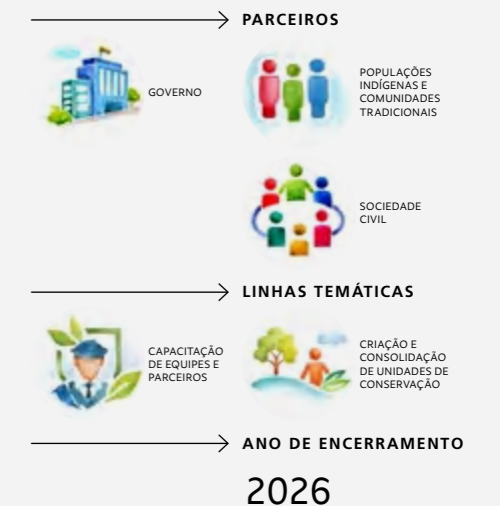 PARCEIROS
GOVERNO
POPULAÇÕES
INDÍGENAS E
COMUNIDADES
TRADICIONAIS
SOCIEDADE
CIVIL
LINHAS TEMÁTICAS
CAPACITAÇÃO
DE EQUIPES E
PARCEIROS
CRIAÇÃO E
CONSOLIDAÇÃO
DE UNIDADES DE
CONSERVAÇÃO
ANO DE ENCERRAMENTO
2026